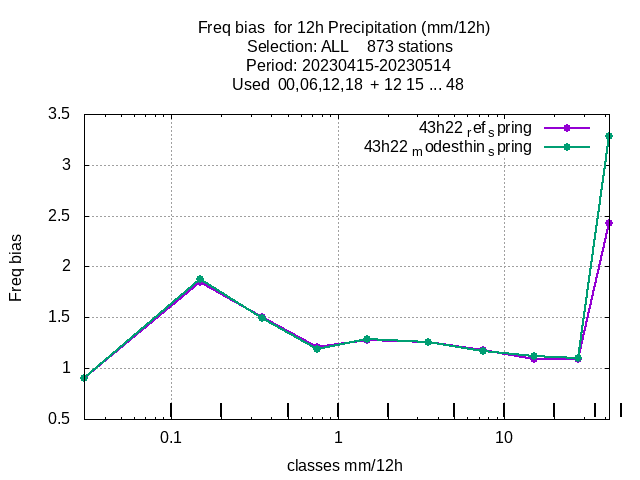 Freq bias  for 12h Precipitation (mm/12h)
Selection: ALL    873 stations
Period: 20230415-20230514
Used  00,06,12,18  + 12 15 ... 48
43h22 ref spring
43h22 modesthin spring
3.5
3
2.5
2
1.5
1
0.5
Freq bias
0.1 1 10
classes mm/12h